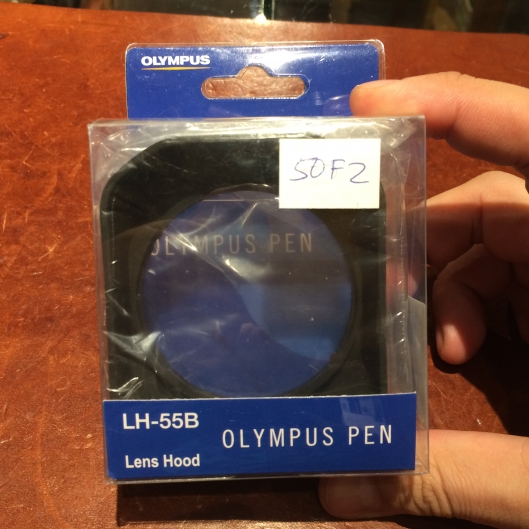 OLYMPUS
50F2
OLYMPUS PEN
LH-55B
OLYMPUS PEN
Lens Hood